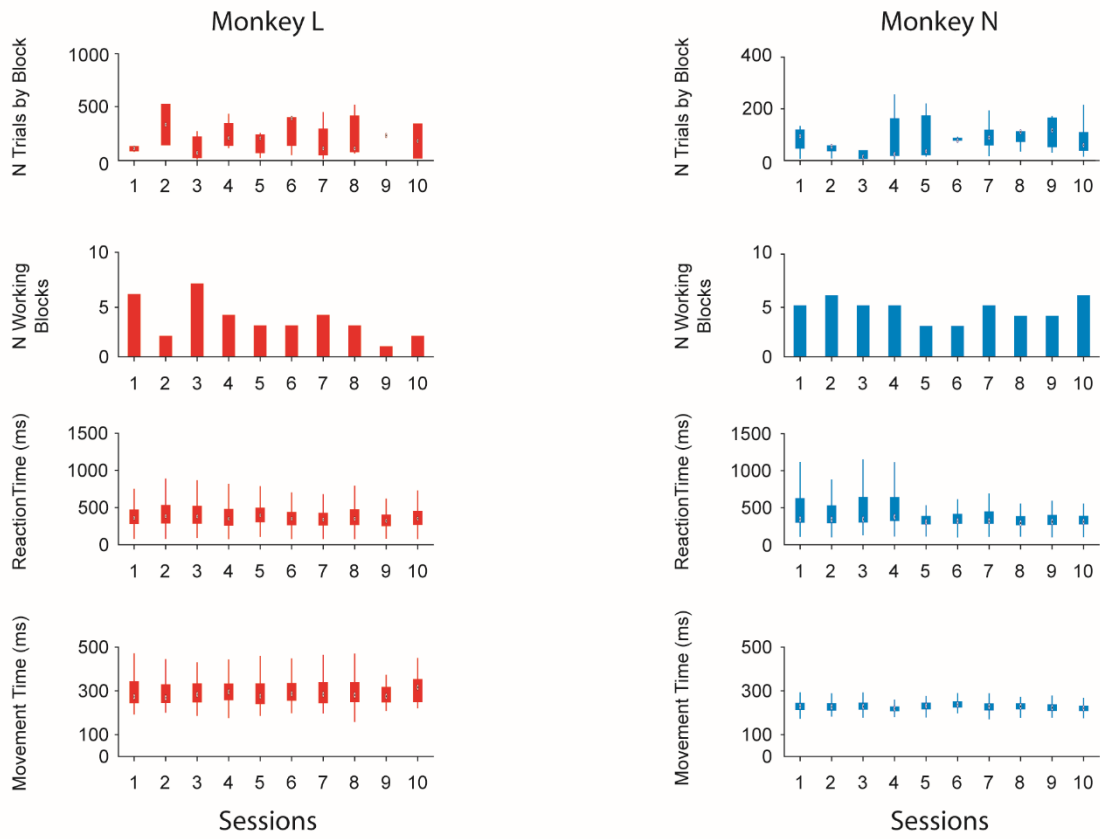 Monkey L
N Trials by Block
1000
500
0
1 2 3 4 5 6 7 8 9 10
N Working
Blocks
10
5
0
1 2 3 4 5 6 7 8 9 10
ReactionTime (ms)
1500
1000
500
0
1 2 3 4 5 6 7 8 9 10
Movement Time (ms)
500
300
100
0
1 2 3 4 5 6 7 8 9 10
Sessions
Monkey N
N Trials by Block
400
200
0
1 2 3 4 5 6 7 8 9 10
N Working
Blocks
10
5
0
1 2 3 4 5 6 7 8 9 10
ReactionTime (ms)
1500
1000
500
0
1 2 3 4 5 6 7 8 9 10
Movement Time (ms)
500
300
100
0
1 2 3 4 5 6 7 8 9 10
Sessions